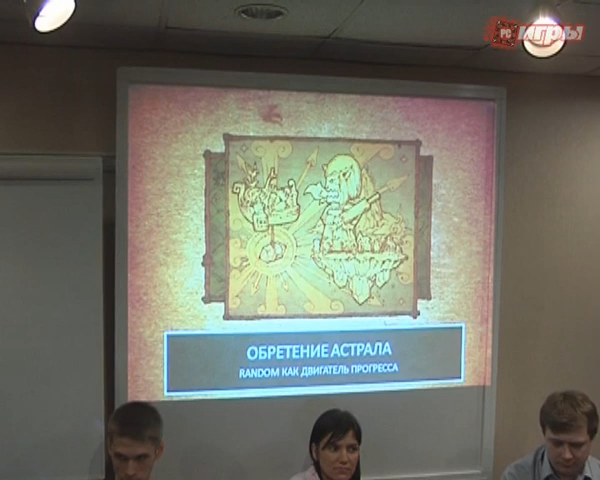 PC ИГРЫ
ОБРЕТЕНИЕ АСТРАЛА
RANDOM КАК ДВИГАТЕЛЬ ПРОГРЕССА